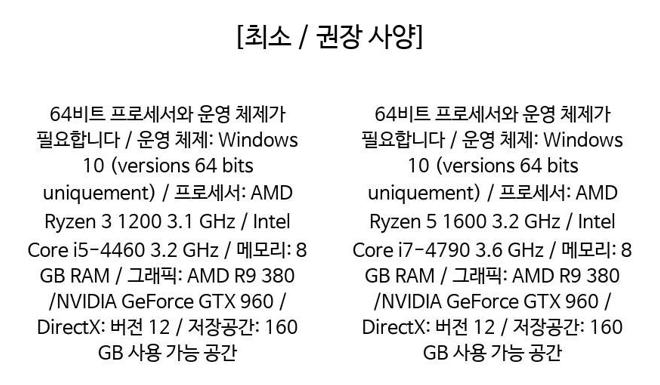 [최소 / 권장 사양]
64비트 프로세서와 운영 체제가
필요합니다 / 운영 체제: Windows
10 (versions 64 bits
uniquement) / 프로세서: AMD
Ryzen 3 1200 3.1 GHz / Intel
Core i5-4460 3.2 GHz / 메모리: 8
GB RAM / 그래픽: AMD R9 380
/NVIDIA GeForce GTX 960 /
DirectX: 버전 12 / 저장공간: 160
GB 사용 가능 공간
64비트 프로세서와 운영 체제가
필요합니다 / 운영 체제: Windows
10 (versions 64 bits
uniquement) / 프로세서: AMD
Ryzen 5 1600 3.2 GHz / Intel
Core i7-4790 3.6 GHz / 메모리: 8
GB RAM / 그래픽: AMD R9 380
/NVIDIA GeForce GTX 960 /
DirectX: 버전 12 / 저장공간: 160
GB 사용 가능 공간